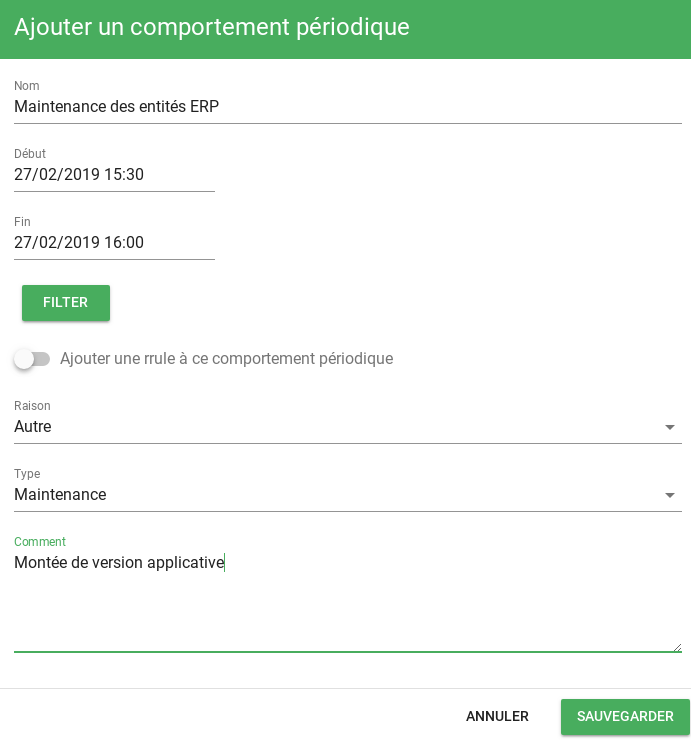 Ajouter un comportement périodique
Nom
Maintenance des entités ERP
Début
27/02/2019 15:30
Fin
27/02/2019 16:00
FILTER
Ajouter une rrule à ce comportement périodique
Raison
Autre
Type
Maintenance
Comment
Montée de version applicative
ANNULER
SAUVEGARDER